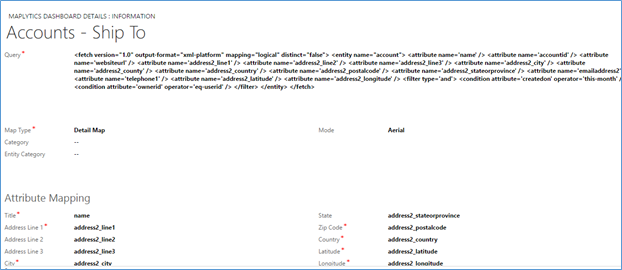 MAPLYTICS DASHBOARD DETAILS : INFORMATION
Accounts - Ship To
Query * <fetch version="1.0" output-format="xml-platform" mapping="logical" distinct="false"> <entity name="account"> <attribute name='name' /> <attribute name='accountid' /> <attribute
name='websiteurl' /> <attribute name='address2_line1' /> <attribute name='address2_line2' /> <attribute name='address2_line3' /> <attribute name='address2_city' /> <attribute
name='address2_county' /> <attribute name='address2_country' /> <attribute name='address2_postalcode' /> <attribute name='address2_stateorprovince' /> <attribute name='emailaddress2'
<attribute name='telephone1' /> <attribute name='address2_latitude' /> <attribute name='address2_longitude' /> <filter type='and'> <condition attribute='createdon' operator='this-month' /
<condition attribute='ownerid' operator='eq-userid' /> </filter> </entity> </fetch>
Map Type * Detail Map Mode Aerial
Category --
Entity Category --
Attribute Mapping
Title * name State address2_stateorprovince
Address Line 1 * address2_line1 Zip Code * address2_postalcode
Address Line 2 address2_line2 Country * address2_country
Address Line 3 address2_line3 Latitude * address2_latitude
City * address2_city Longitude * address2_longitude